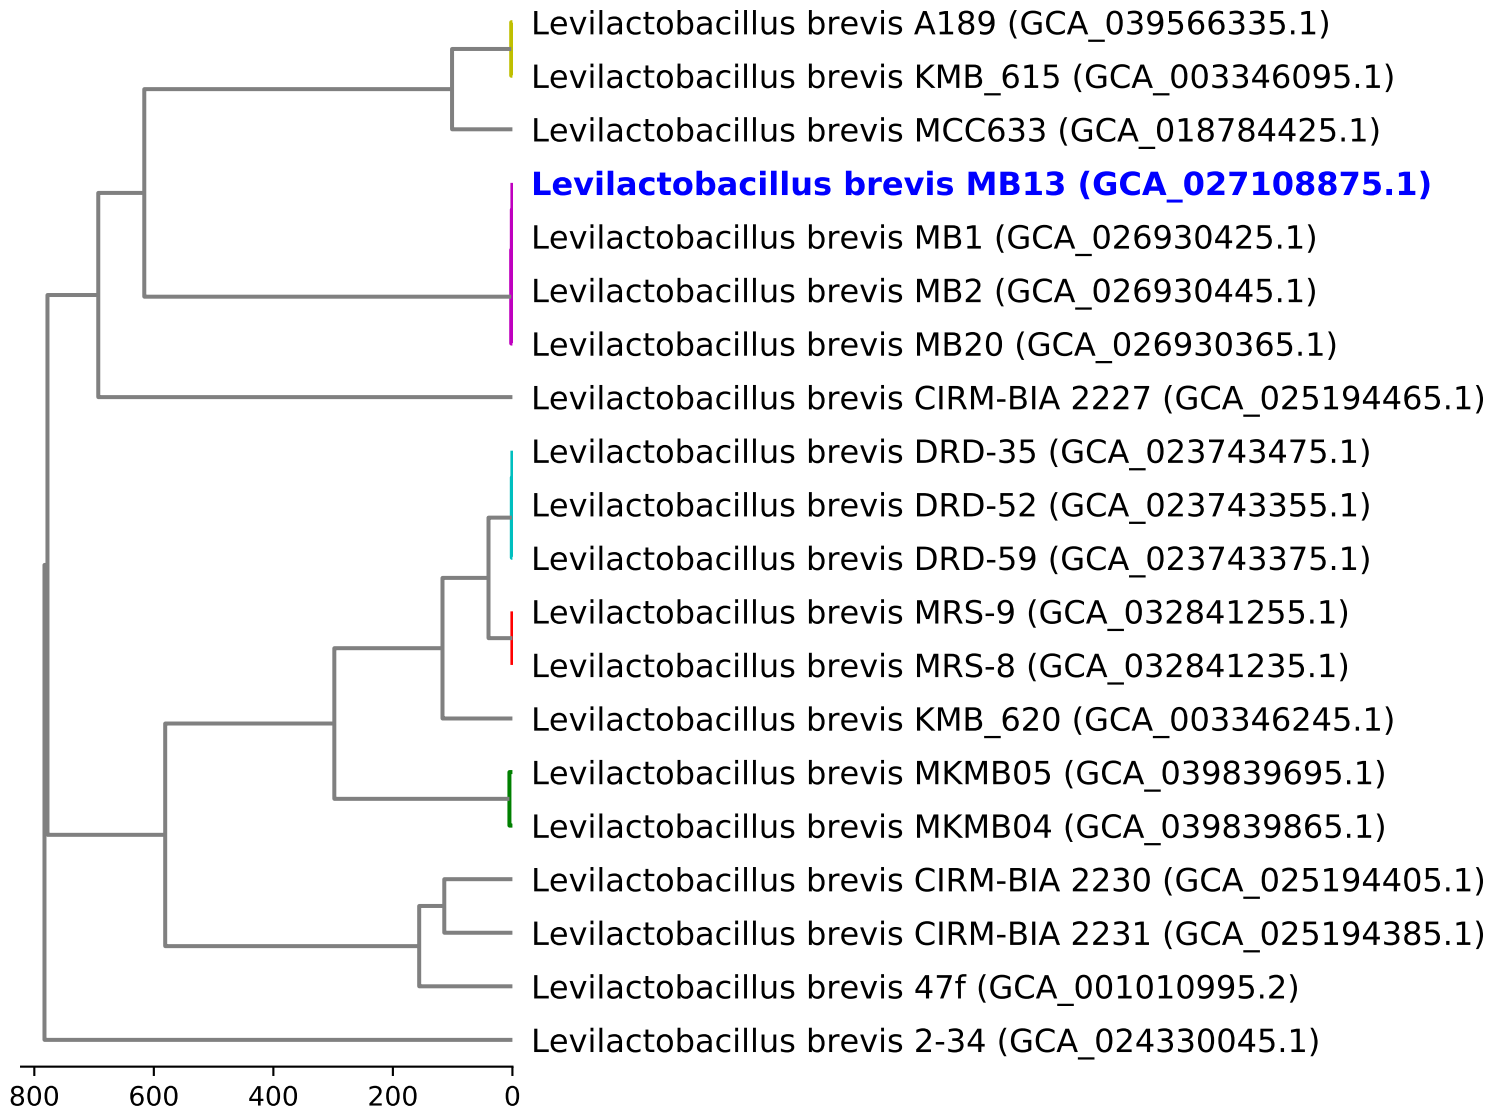 Levilactobacillus brevis A189 (GCA_039566335.1)
Levilactobacillus brevis KMB_615 (GCA_003346095.1)
Levilactobacillus brevis MCC633 (GCA_018784425.1)
Levilactobacillus brevis MB13 (GCA_027108875.1)
Levilactobacillus brevis MB1 (GCA_026930425.1)
Levilactobacillus brevis MB2 (GCA_026930445.1)
Levilactobacillus brevis MB20 (GCA_026930365.1)
Levilactobacillus brevis CIRM-BIA 2227 (GCA_025194465.1)
Levilactobacillus brevis DRD-35 (GCA_023743475.1)
Levilactobacillus brevis DRD-52 (GCA_023743355.1)
Levilactobacillus brevis DRD-59 (GCA_023743375.1)
Levilactobacillus brevis MRS-9 (GCA_032841255.1)
Levilactobacillus brevis MRS-8 (GCA_032841235.1)
Levilactobacillus brevis KMB_620 (GCA_003346245.1)
Levilactobacillus brevis MKMB05 (GCA_039839695.1)
Levilactobacillus brevis MKMB04 (GCA_039839865.1)
Levilactobacillus brevis CIRM-BIA 2230 (GCA_025194405.1)
Levilactobacillus brevis CIRM-BIA 2231 (GCA_025194385.1)
Levilactobacillus brevis 47f (GCA_001010995.2)
Levilactobacillus brevis 2-34 (GCA_024330045.1)
800 600 400 200 0